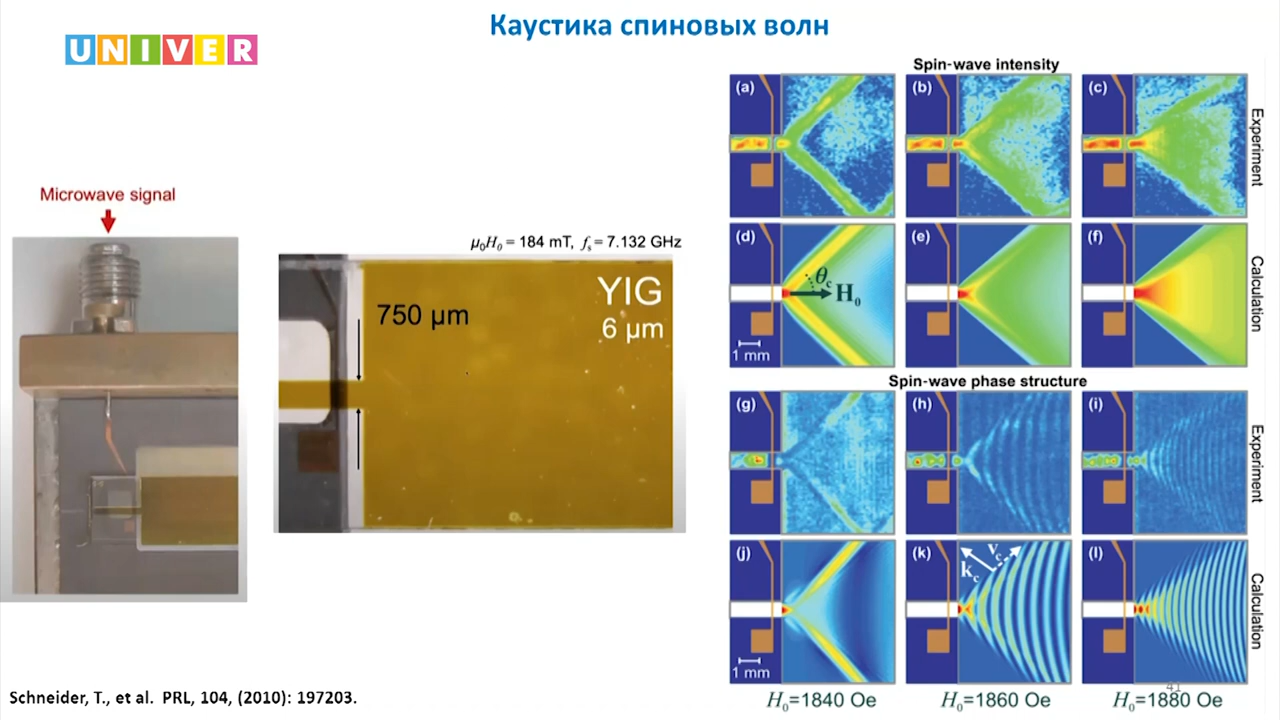 Каустика спиновых волн
UNIVER
Microwave signal
μ₀H₀ = 184 mT, fₛ = 7.132 GHz
YIG
6 μm
750 μm
Spin-wave intensity
(a)
(b)
(c)
Experiment
(d)
(e)
(f)
θc
H₀
1 mm
Calculation
Spin-wave phase structure
(g)
(h)
(i)
Experiment
(j)
(k)
(l)
vc
kc
1 mm
Calculation
H₀=1840 Oe
H₀=1860 Oe
H₀=1880 Oe
41
Schneider, T., et al. PRL, 104, (2010): 197203.